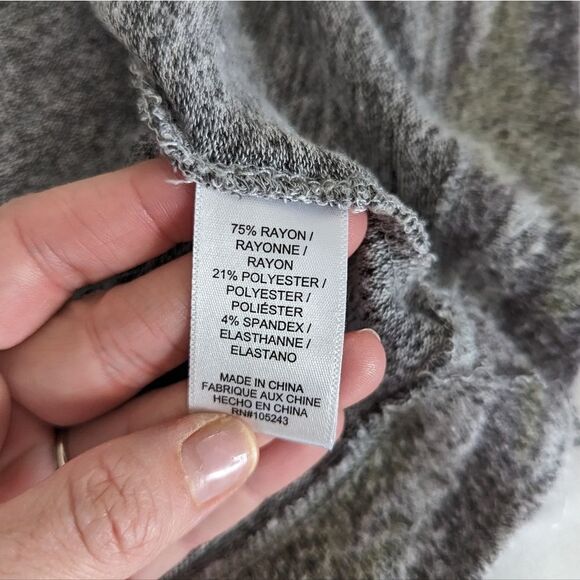 75% RAYON /
RAYONNE /
RAYON
21% POLYESTER /
POLYESTER /
POLIÉSTER
4% SPANDEX /
ELASTHANNE /
ELASTANO
MADE IN CHINA
FABRIQUE AUX CHINE
HECHO EN CHINA
RN#105243